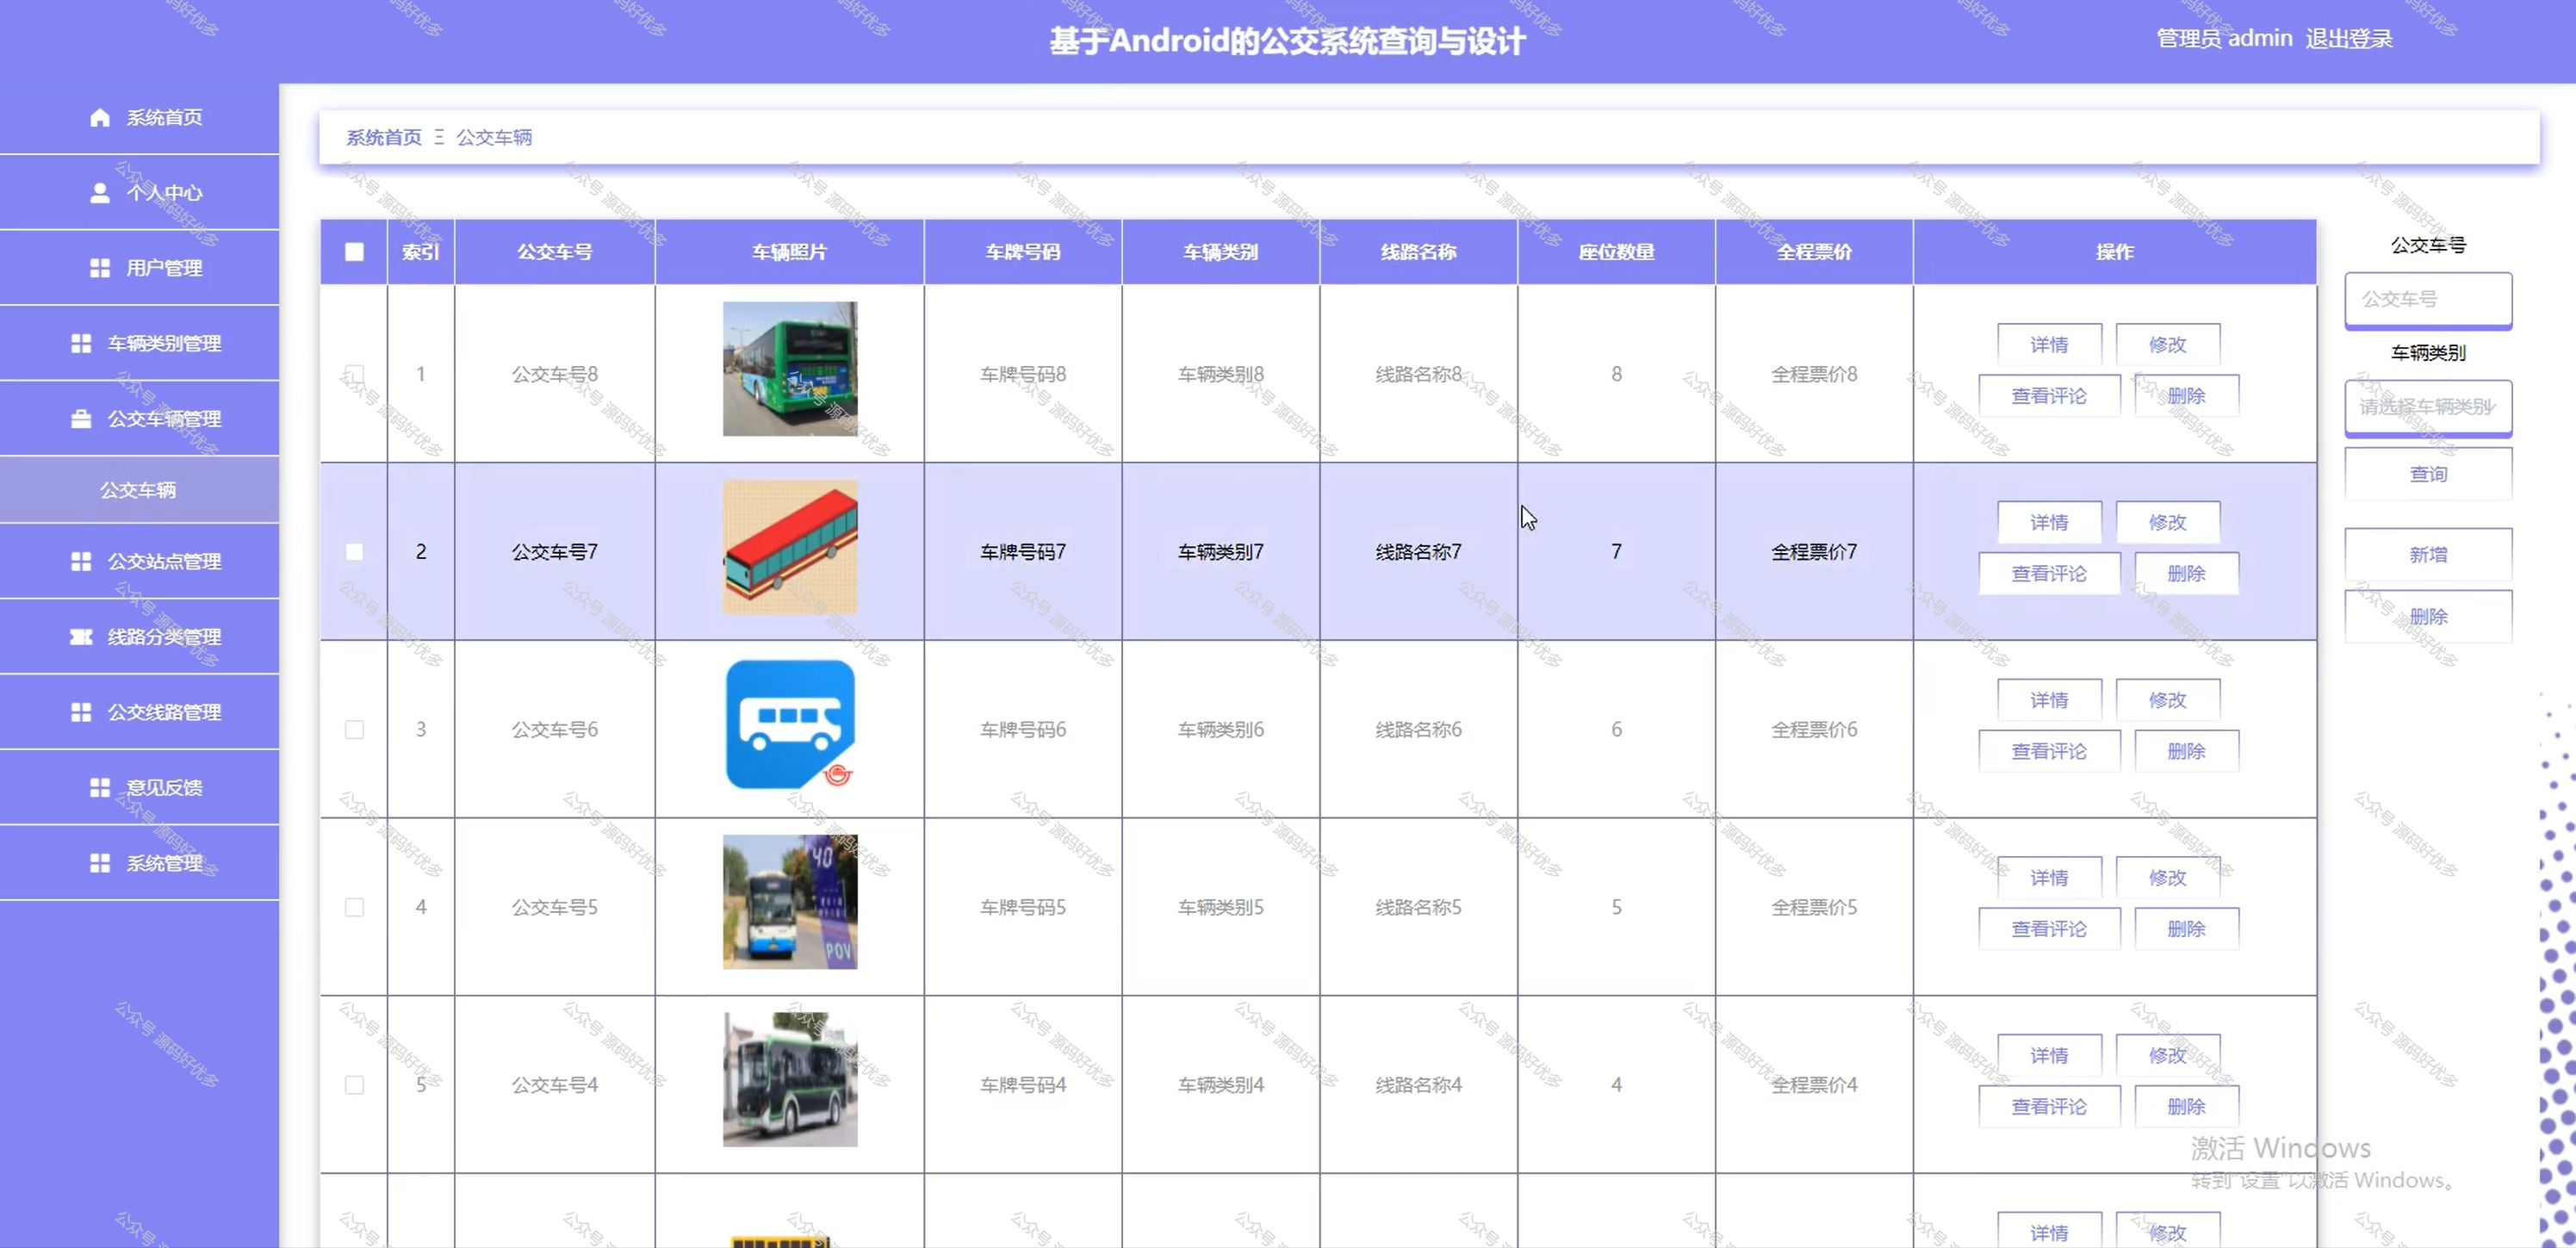 基于Android的公交系统查询与设计
管理员 admin 退出登录
系统首页
个人中心
用户管理
车辆类别管理
公交车辆管理
公交车辆
公交站点管理
线路分类管理
公交线路管理
意见反馈
系统管理
系统首页 Ξ 公交车辆
索引 公交车号 车辆照片 车牌号码 车辆类别 线路名称 座位数量 全程票价 操作
1 公交车号8 车牌号码8 车辆类别8 线路名称8 8 全程票价8
详情 修改
查看评论 删除
2 公交车号7 车牌号码7 车辆类别7 线路名称7 7 全程票价7
详情 修改
查看评论 删除
3 公交车号6 车牌号码6 车辆类别6 线路名称6 6 全程票价6
详情 修改
查看评论 删除
4 公交车号5 40 POV 车牌号码5 车辆类别5 线路名称5 5 全程票价5
详情 修改
查看评论 删除
5 公交车号4 车牌号码4 车辆类别4 线路名称4 4 全程票价4
详情 修改
查看评论 删除
详情 修改
公交车号
公交车号
车辆类别
请选择车辆类别
查询
新增
删除
激活 Windows
转到"设置"以激活 Windows。
公众号 源码好优多